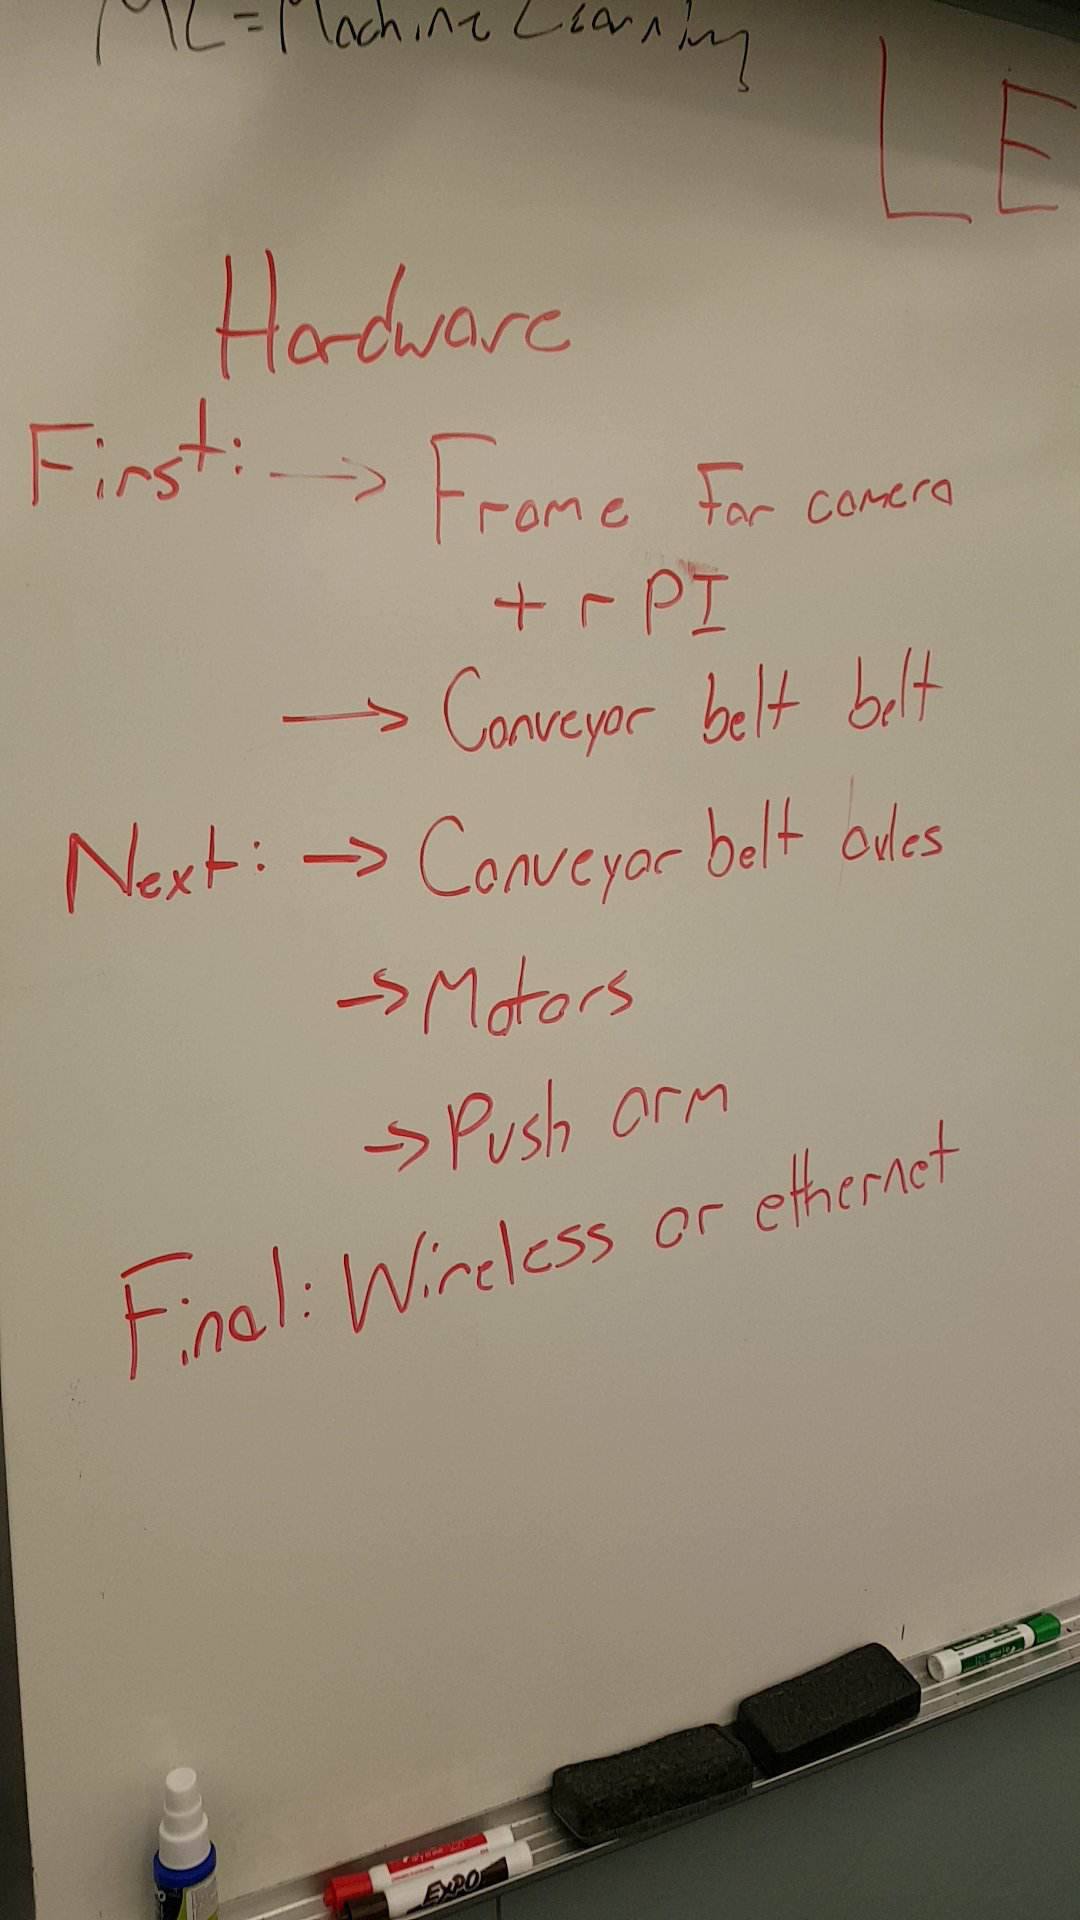 ML = Machine Learning
LE
Hardware
First: → Frame For camera
+ r PI
→ Conveyor belt belt
Next: → Conveyor belt axles
→ Motors
→ Push arm
Final: Wireless or ethernet
EXPO